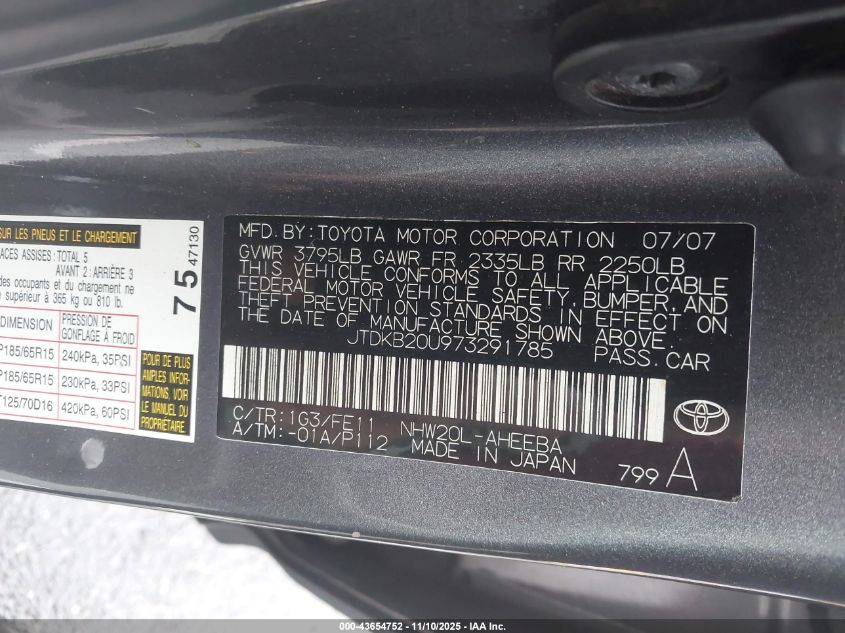 SUR LES PNEUS ET LE CHARGEMENT
ACES ASSISES: TOTAL 5
AVANT 2: ARRIÈRE 3
des occupants et du chargement ne
supérieur à 365 kg ou 810 lb.
DIMENSION PRESSION DE GONFLAGE À FROID
P185/65R15 240kPa, 35PSI
P185/65R15 230kPa, 33PSI
T125/70D16 420kPa, 60PSI
POUR DE PLUS
AMPLES INFOR-
MATIONS, VOIR
LE MANUEL DU
PROPRIÉTAIRE
75 47130
MFD. BY: TOYOTA MOTOR CORPORATION 07/07
GVWR 3795LB GAWR FR 2335LB RR 2250LB
THIS VEHICLE CONFORMS TO ALL APPLICABLE
FEDERAL MOTOR VEHICLE SAFETY, BUMPER, AND
THEFT PREVENTION STANDARDS IN EFFECT ON
THE DATE OF MANUFACTURE SHOWN ABOVE.
JTDKB20U973291785 PASS. CAR
C/TR: 1G3/FE11 NHW20L-AHEEBA
A/TM: -01A/P112 MADE IN JAPAN
799 A
000-43654752 - 11/10/2025 - IAA Inc.